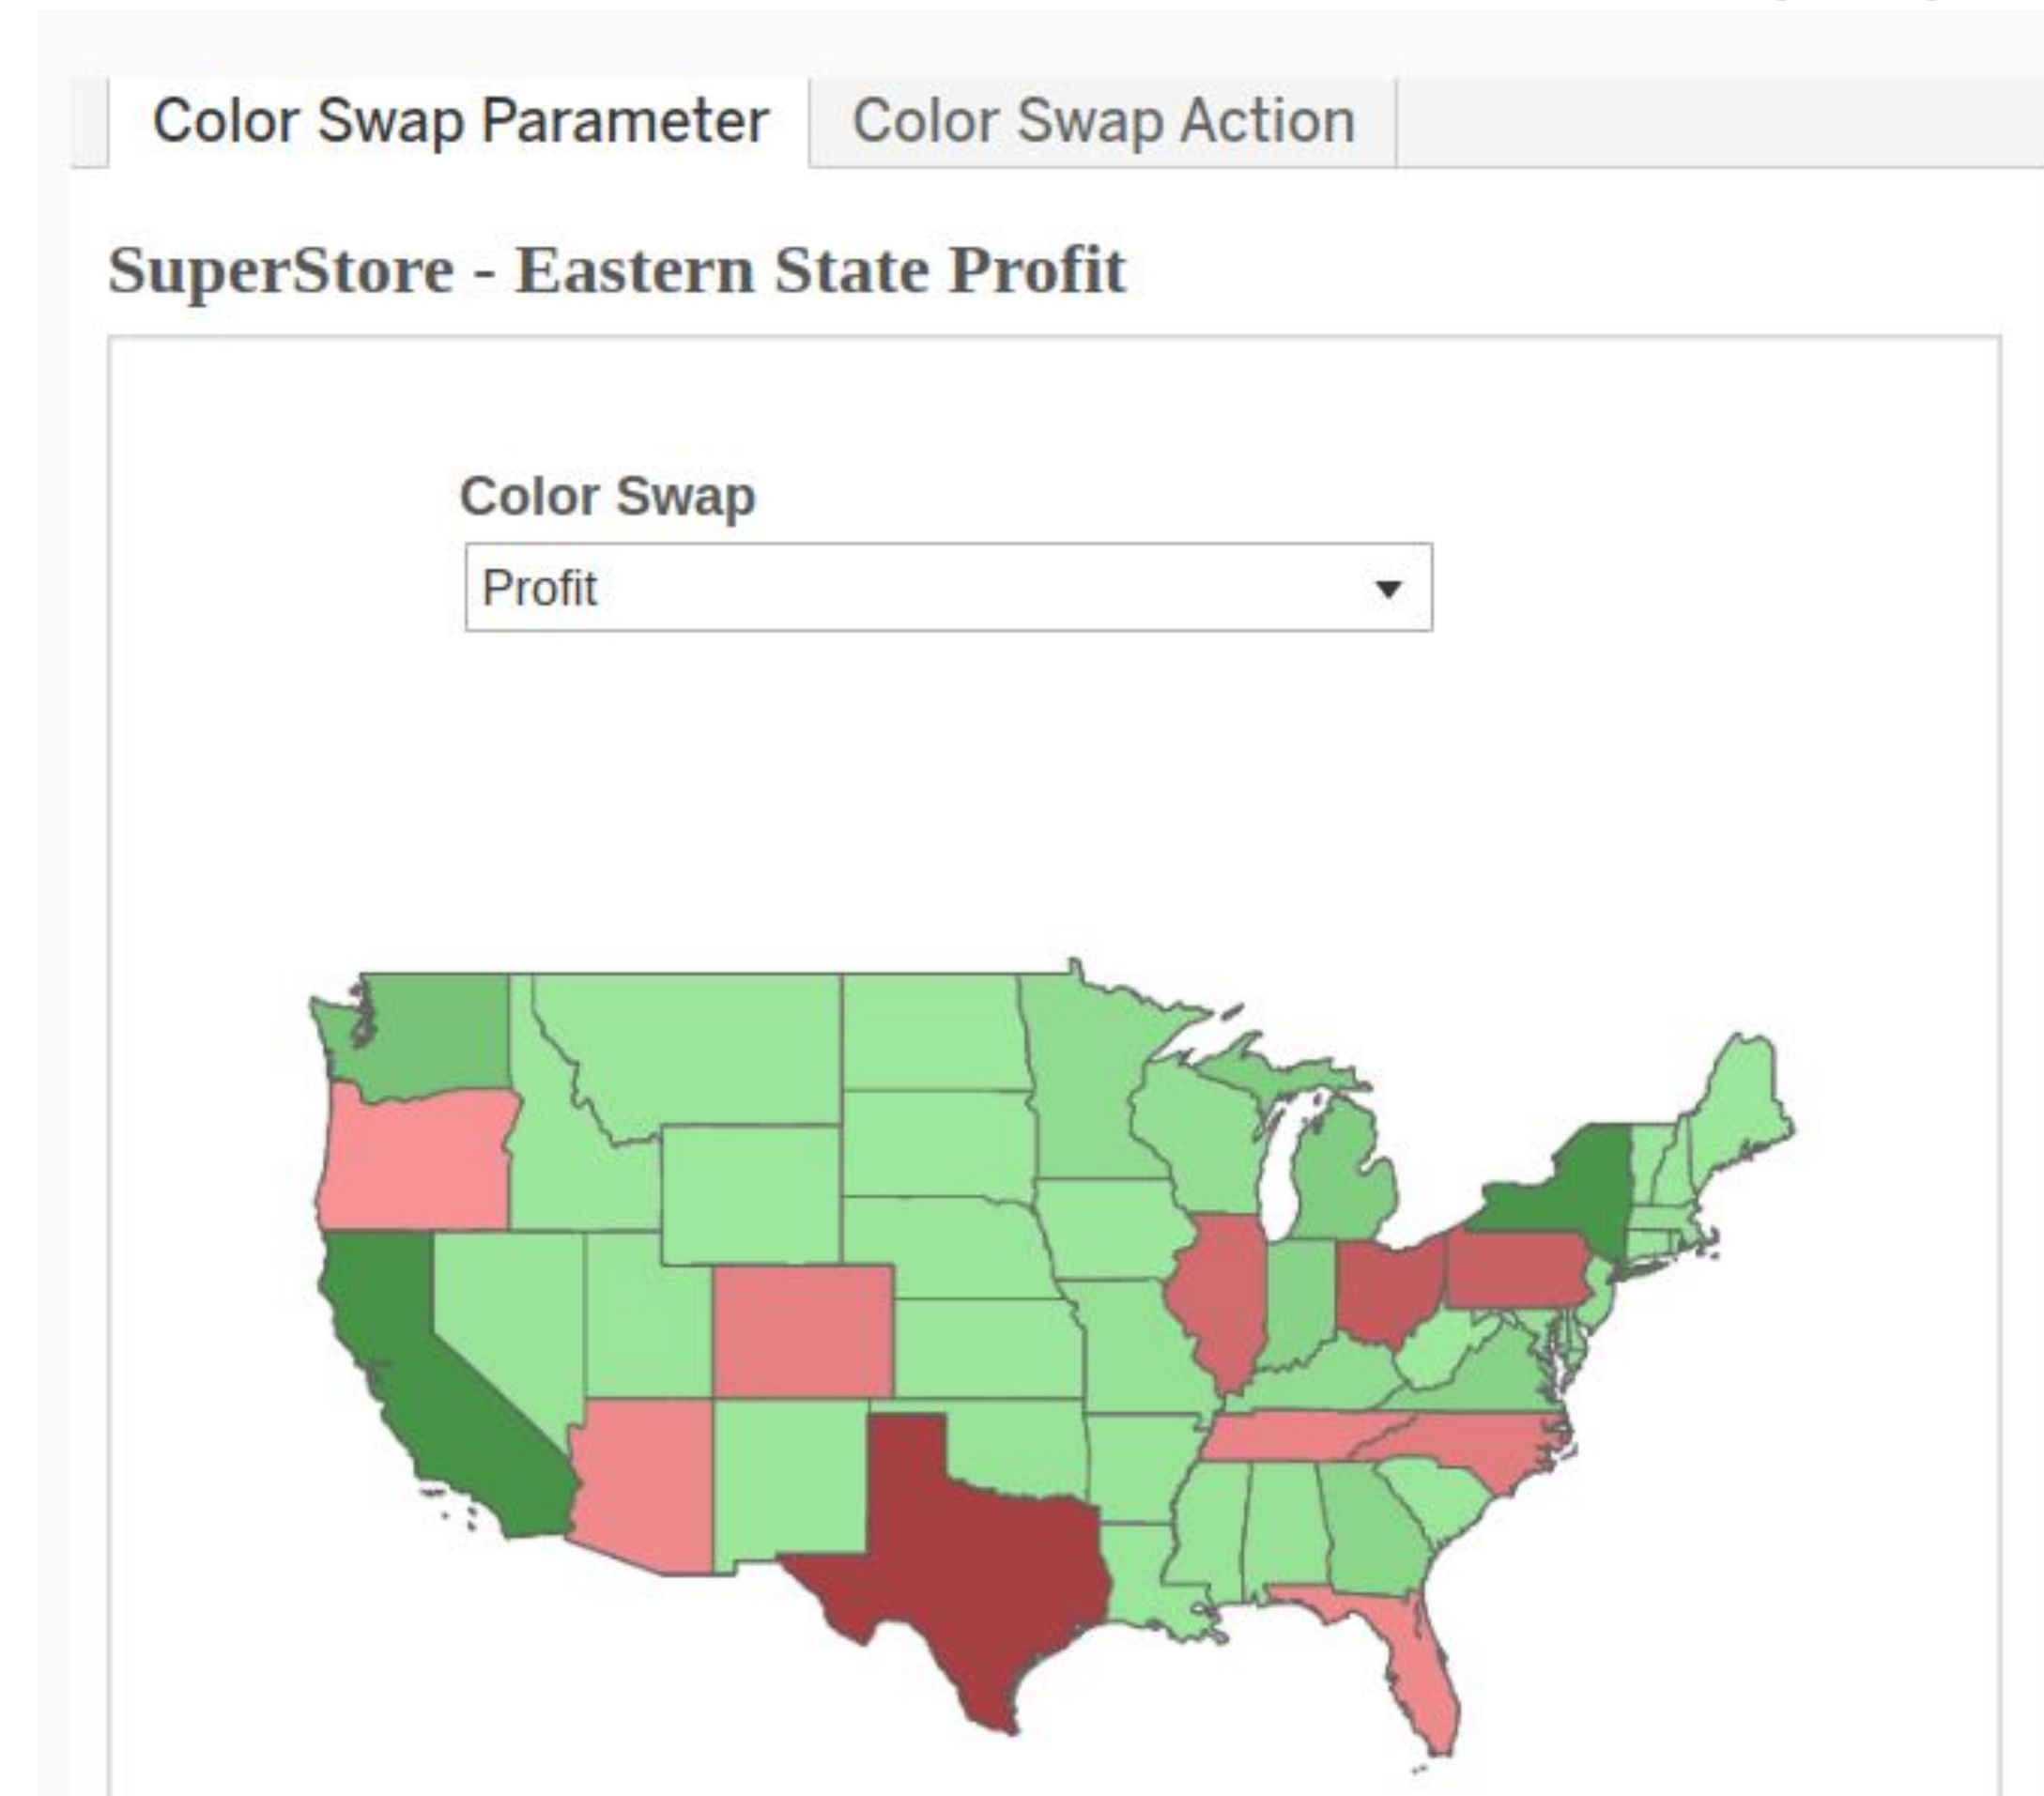 Color Swap Parameter
Color Swap Action
SuperStore - Eastern State Profit
Color Swap
Profit